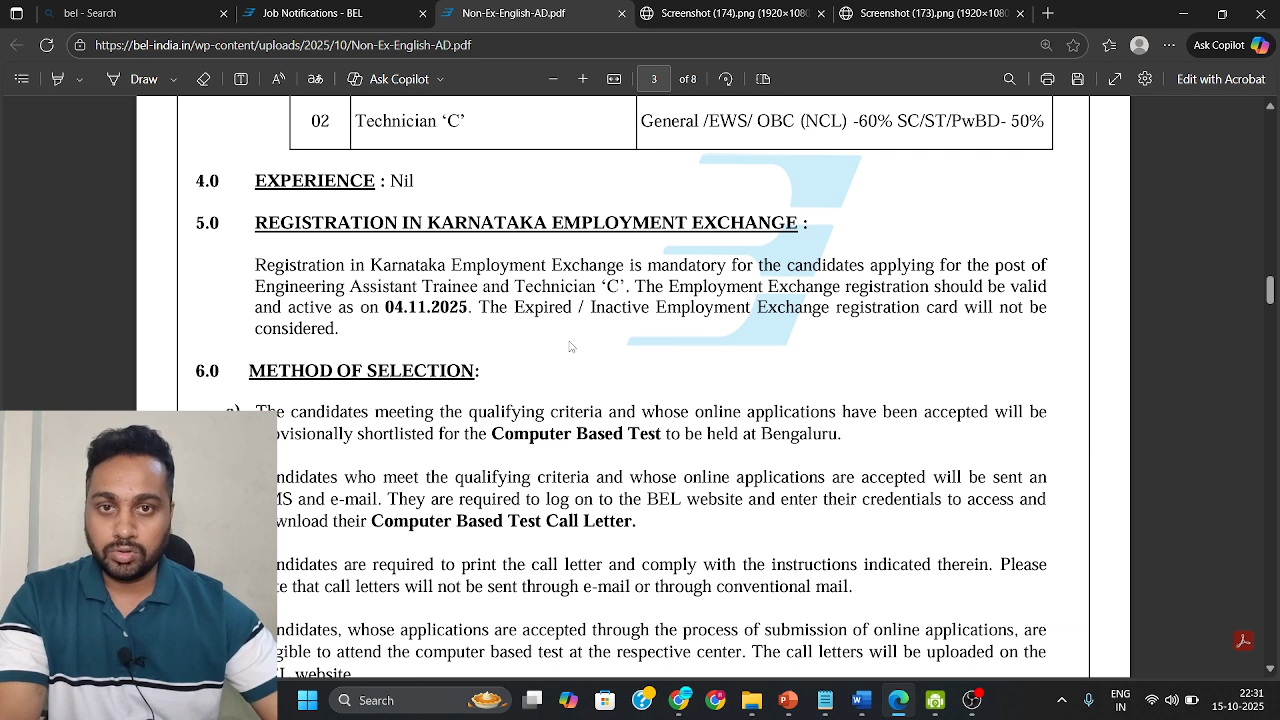 bel - Search
Job Notifications - BEL
Non-Ex-English-AD.pdf
Screenshot (174).png (1920×108
Screenshot (173).png (1920×108
https://bel-india.in/wp-content/uploads/2025/10/Non-Ex-English-AD.pdf
Ask Copilot
Draw
Ask Copilot
3 of 8
Edit with Acrobat
02 Technician ‘C’ General /EWS/ OBC (NCL) -60% SC/ST/PwBD- 50%
4.0 EXPERIENCE : Nil
5.0 REGISTRATION IN KARNATAKA EMPLOYMENT EXCHANGE :
Registration in Karnataka Employment Exchange is mandatory for the candidates applying for the post of
Engineering Assistant Trainee and Technician ‘C’. The Employment Exchange registration should be valid
and active as on 04.11.2025. The Expired / Inactive Employment Exchange registration card will not be
considered.
6.0 METHOD OF SELECTION:
The candidates meeting the qualifying criteria and whose online applications have been accepted will be
ovisionally shortlisted for the Computer Based Test to be held at Bengaluru.
ndidates who meet the qualifying criteria and whose online applications are accepted will be sent an
MS and e-mail. They are required to log on to the BEL website and enter their credentials to access and
wnload their Computer Based Test Call Letter.
ndidates are required to print the call letter and comply with the instructions indicated therein. Please
te that call letters will not be sent through e-mail or through conventional mail.
ndidates, whose applications are accepted through the process of submission of online applications, are
gible to attend the computer based test at the respective center. The call letters will be uploaded on the
EL website.
Search
ENG
IN
22:31
15-10-2025